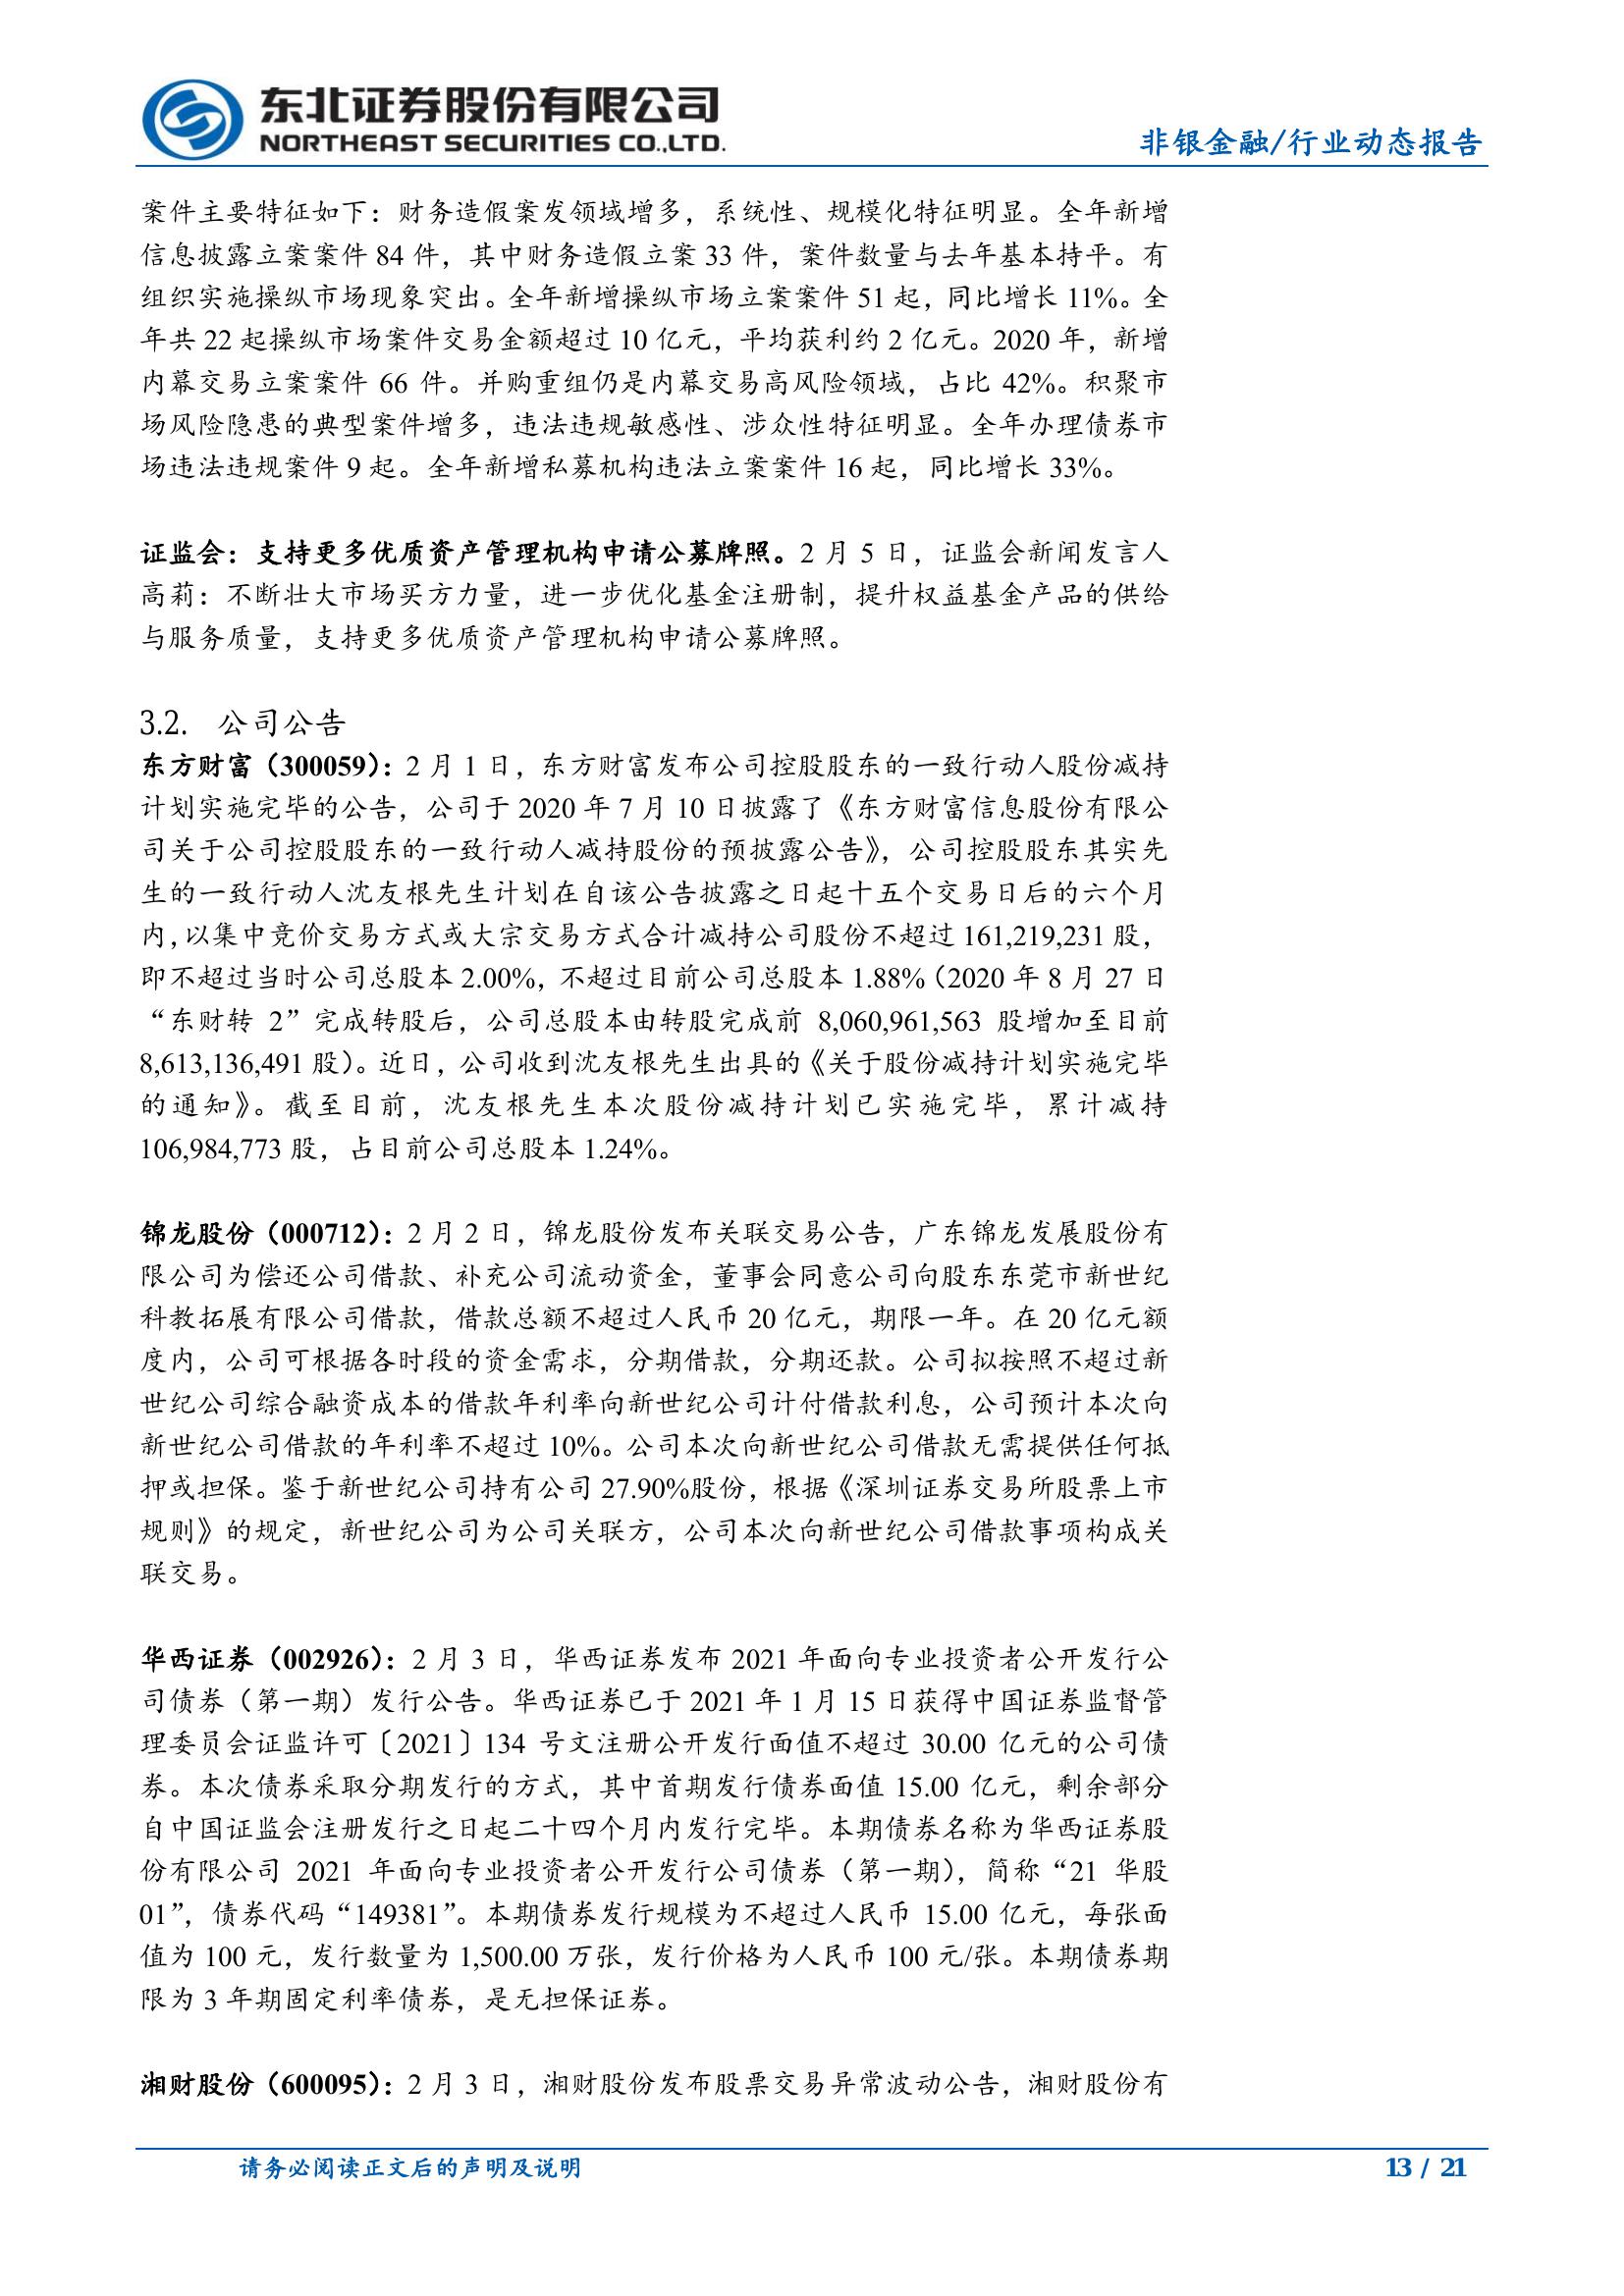 东北证券股份有限公司
NORTHEAST SECURITIES CO.,LTD.
非银金融/行业动态报告
案件主要特征如下：财务造假案发领域增多，系统性、规模化特征明显。全年新增
信息披露立案案件 84 件，其中财务造假立案 33 件，案件数量与去年基本持平。有
组织实施操纵市场现象突出。全年新增操纵市场立案案件 51 起，同比增长 11%。全
年共 22 起操纵市场案件交易金额超过 10 亿元，平均获利约 2 亿元。2020 年，新增
内幕交易立案案件 66 件。并购重组仍是内幕交易高风险领域，占比 42%。积聚市
场风险隐患的典型案件增多，违法违规敏感性、涉众性特征明显。全年办理债券市
场违法违规案件 9 起。全年新增私募机构违法立案案件 16 起，同比增长 33%。
证监会：支持更多优质资产管理机构申请公募牌照。2 月 5 日，证监会新闻发言人
高莉：不断壮大市场买方力量，进一步优化基金注册制，提升权益基金产品的供给
与服务质量，支持更多优质资产管理机构申请公募牌照。
3.2. 公司公告
东方财富（300059）：2 月 1 日，东方财富发布公司控股股东的一致行动人股份减持
计划实施完毕的公告，公司于 2020 年 7 月 10 日披露了《东方财富信息股份有限公
司关于公司控股股东的一致行动人减持股份的预披露公告》，公司控股股东其实先
生的一致行动人沈友根先生计划在自该公告披露之日起十五个交易日后的六个月
内，以集中竞价交易方式或大宗交易方式合计减持公司股份不超过 161,219,231 股，
即不超过当时公司总股本 2.00%，不超过目前公司总股本 1.88%（2020 年 8 月 27 日
“东财转 2”完成转股后，公司总股本由转股完成前 8,060,961,563 股增加至目前
8,613,136,491 股）。近日，公司收到沈友根先生出具的《关于股份减持计划实施完毕
的通知》。截至目前，沈友根先生本次股份减持计划已实施完毕，累计减持
106,984,773 股，占目前公司总股本 1.24%。
锦龙股份（000712）：2 月 2 日，锦龙股份发布关联交易公告，广东锦龙发展股份有
限公司为偿还公司借款、补充公司流动资金，董事会同意公司向股东东莞市新世纪
科教拓展有限公司借款，借款总额不超过人民币 20 亿元，期限一年。在 20 亿元额
度内，公司可根据各时段的资金需求，分期借款，分期还款。公司拟按照不超过新
世纪公司综合融资成本的借款年利率向新世纪公司计付借款利息，公司预计本次向
新世纪公司借款的年利率不超过 10%。公司本次向新世纪公司借款无需提供任何抵
押或担保。鉴于新世纪公司持有公司 27.90%股份，根据《深圳证券交易所股票上市
规则》的规定，新世纪公司为公司关联方，公司本次向新世纪公司借款事项构成关
联交易。
华西证券（002926）：2 月 3 日，华西证券发布 2021 年面向专业投资者公开发行公
司债券（第一期）发行公告。华西证券已于 2021 年 1 月 15 日获得中国证券监督管
理委员会证监许可〔2021〕134 号文注册公开发行面值不超过 30.00 亿元的公司债
券。本次债券采取分期发行的方式，其中首期发行债券面值 15.00 亿元，剩余部分
自中国证监会注册发行之日起二十四个月内发行完毕。本期债券名称为华西证券股
份有限公司 2021 年面向专业投资者公开发行公司债券（第一期），简称“21 华股
01”，债券代码“149381”。本期债券发行规模为不超过人民币 15.00 亿元，每张面
值为 100 元，发行数量为 1,500.00 万张，发行价格为人民币 100 元/张。本期债券期
限为 3 年期固定利率债券，是无担保证券。
湘财股份（600095）：2 月 3 日，湘财股份发布股票交易异常波动公告，湘财股份有
请务必阅读正文后的声明及说明
13 / 21